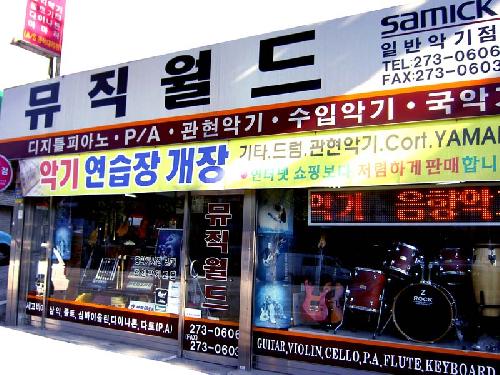 samick
일반악기점
TEL:273-0606
FAX:273-0603
뮤직월드
디지틀피아노·P/A·관현악기·수입악기·국악
악기 연습장 개장
기타.드럼.관현악기.Cort.YAMA
인터넷 쇼핑보다 저렴하게판매합니
악기 음향
뮤직월드
273-0606
273-0603
GUITAR,VIOLIN,CELLO,P.A,FLUTE,KEYBOARD
ROCK